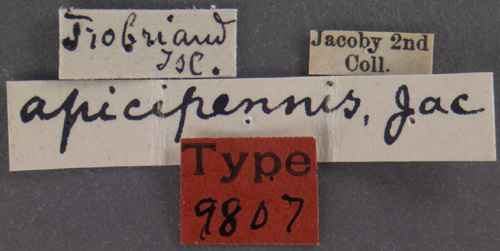 Trobriand
Isl.
Jacoby 2nd
Coll.
apicipennis, Jac
Type
9807